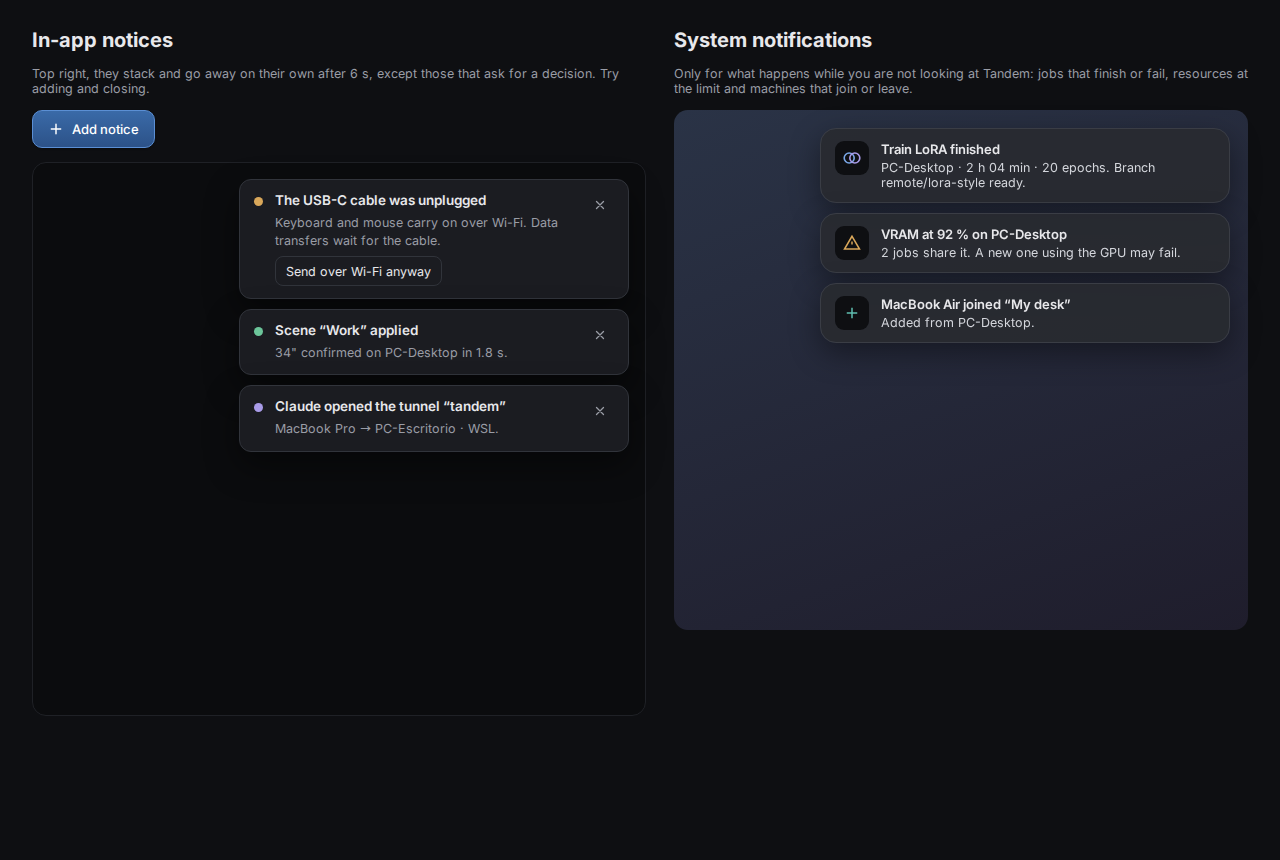 In-app notices
Top right, they stack and go away on their own after 6 s, except those that ask for a decision. Try
adding and closing.
Add notice
The USB-C cable was unplugged
Keyboard and mouse carry on over Wi-Fi. Data
transfers wait for the cable.
Send over Wi-Fi anyway
Scene “Work” applied
34" confirmed on PC-Desktop in 1.8 s.
Claude opened the tunnel “tandem”
MacBook Pro → PC-Escritorio · WSL.
System notifications
Only for what happens while you are not looking at Tandem: jobs that finish or fail, resources at
the limit and machines that join or leave.
Train LoRA finished
PC-Desktop · 2 h 04 min · 20 epochs. Branch
remote/lora-style ready.
VRAM at 92 % on PC-Desktop
2 jobs share it. A new one using the GPU may fail.
MacBook Air joined “My desk”
Added from PC-Desktop.